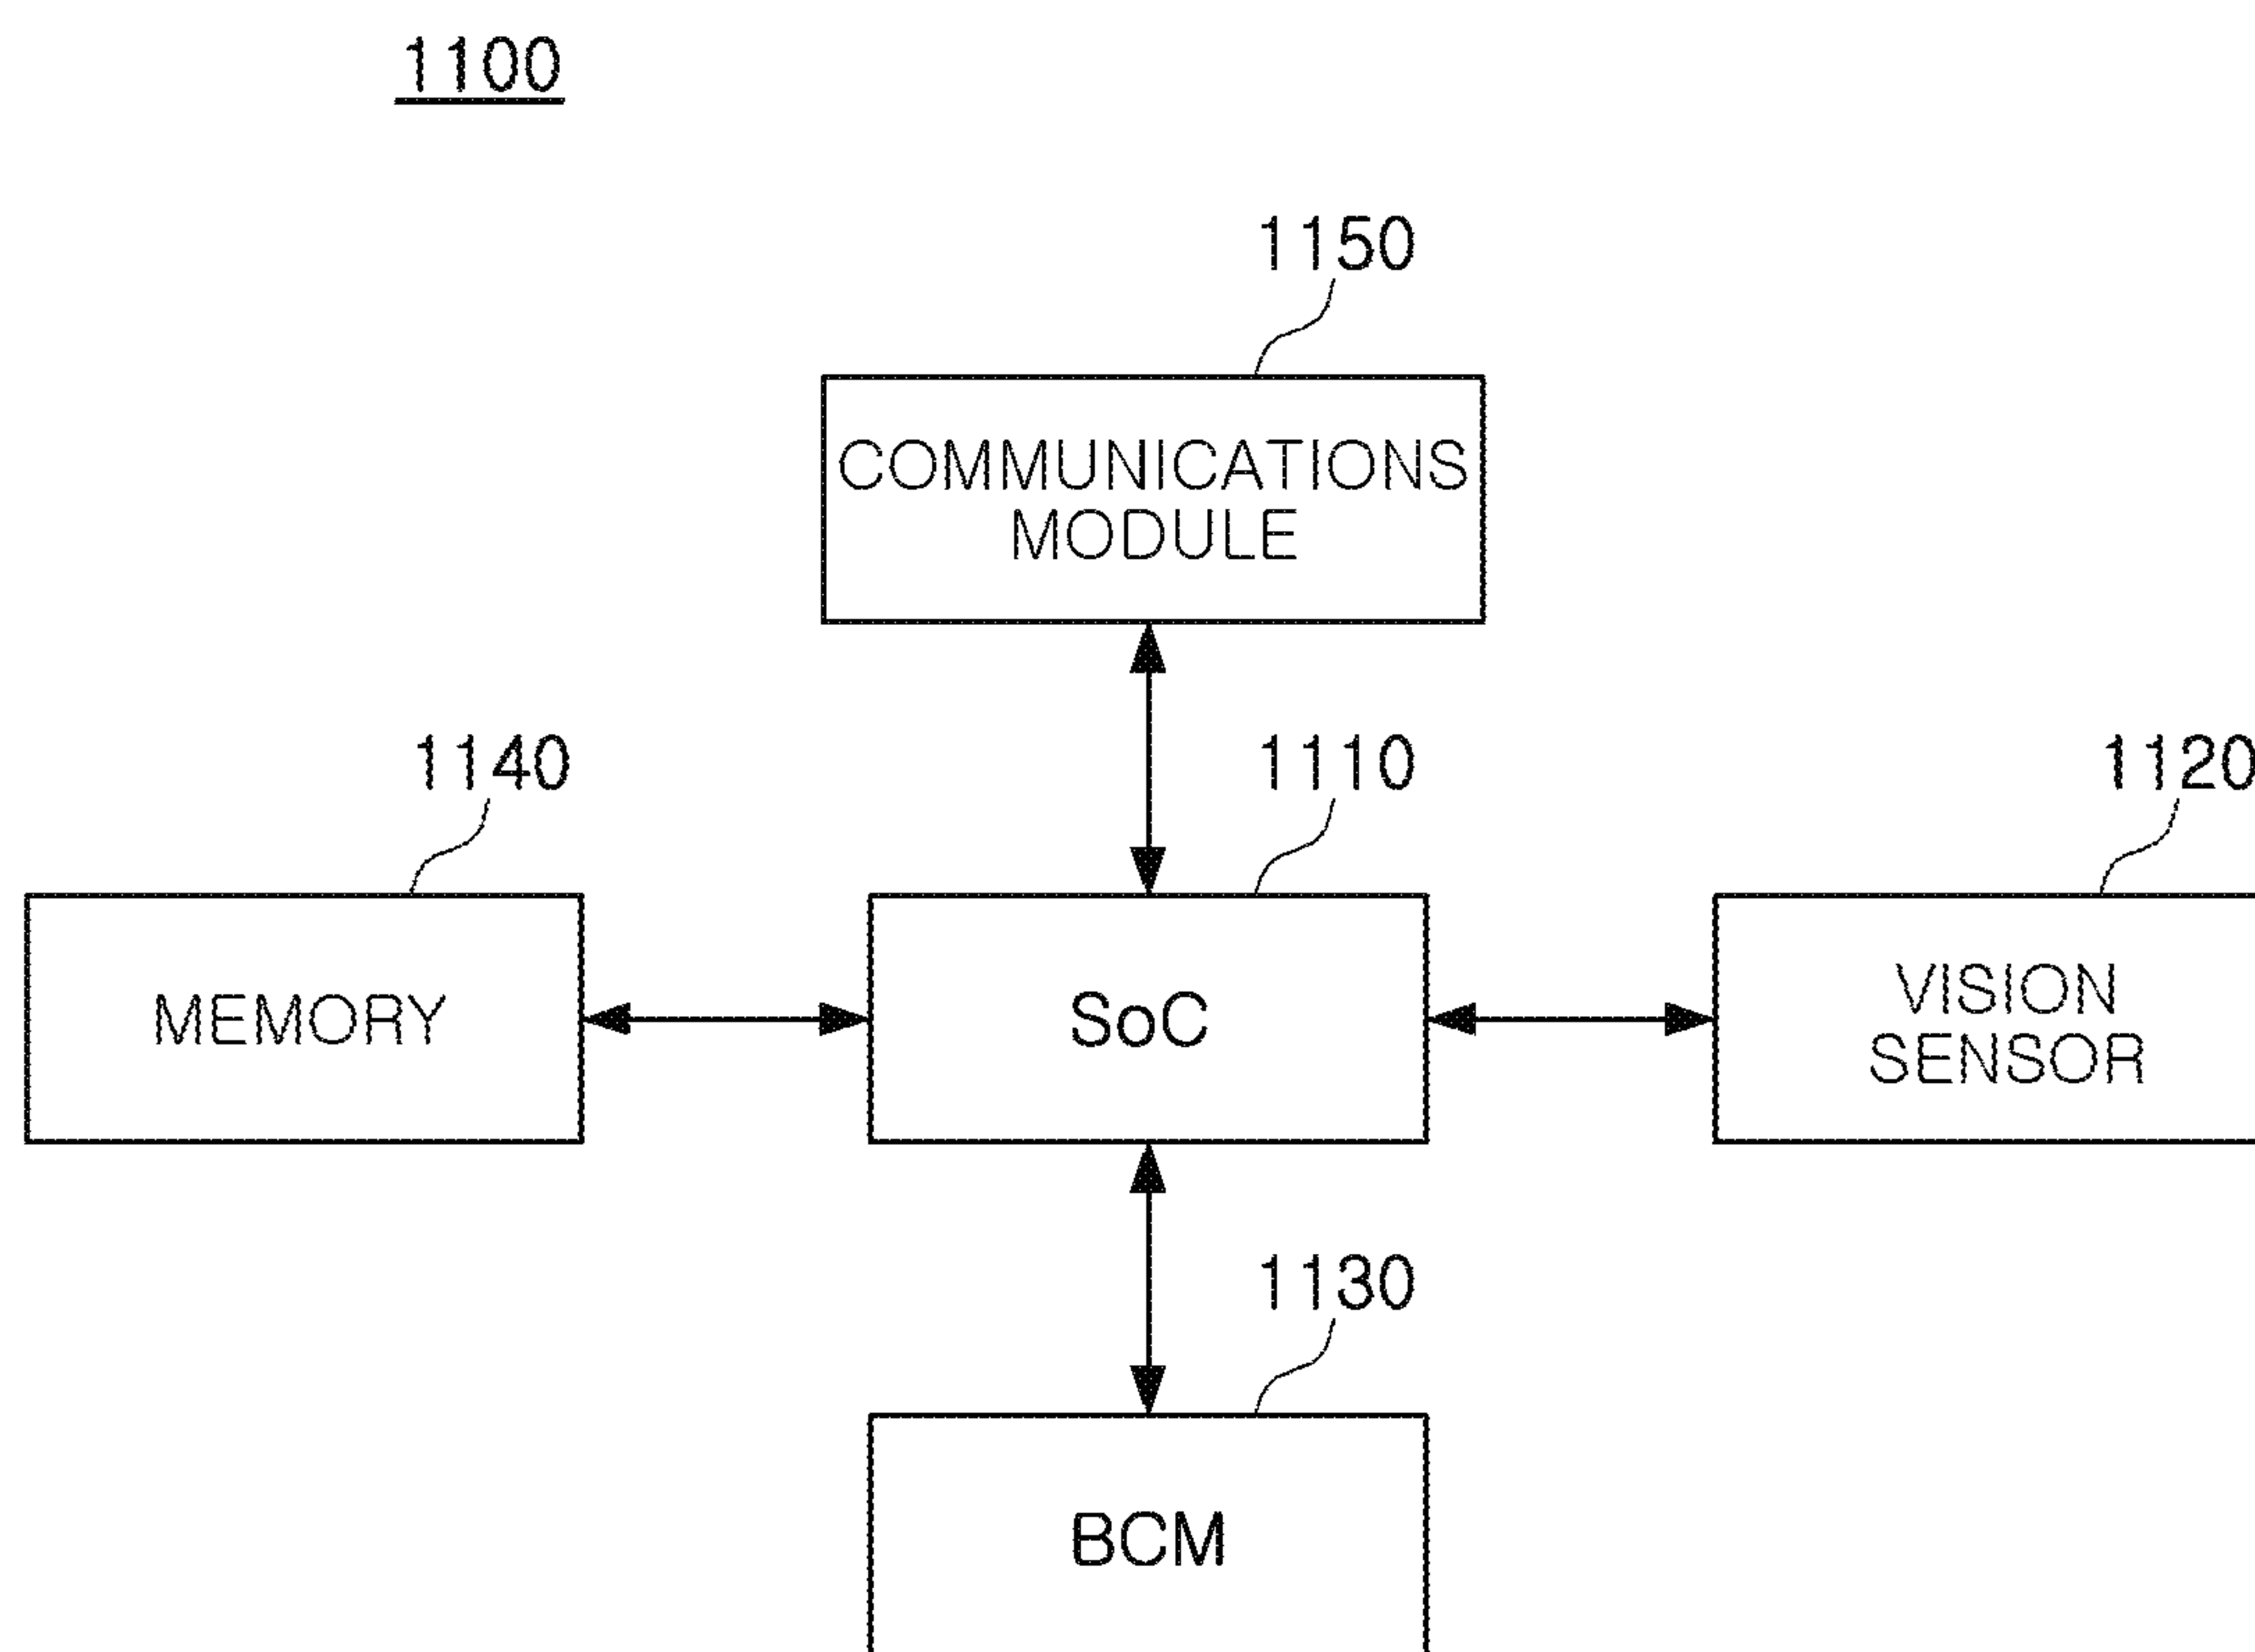 1100
1150
COMMUNICATIONS
MODULE
1140
1110
1120
MEMORY
SoC
VISION
SENSOR
1130
BCM